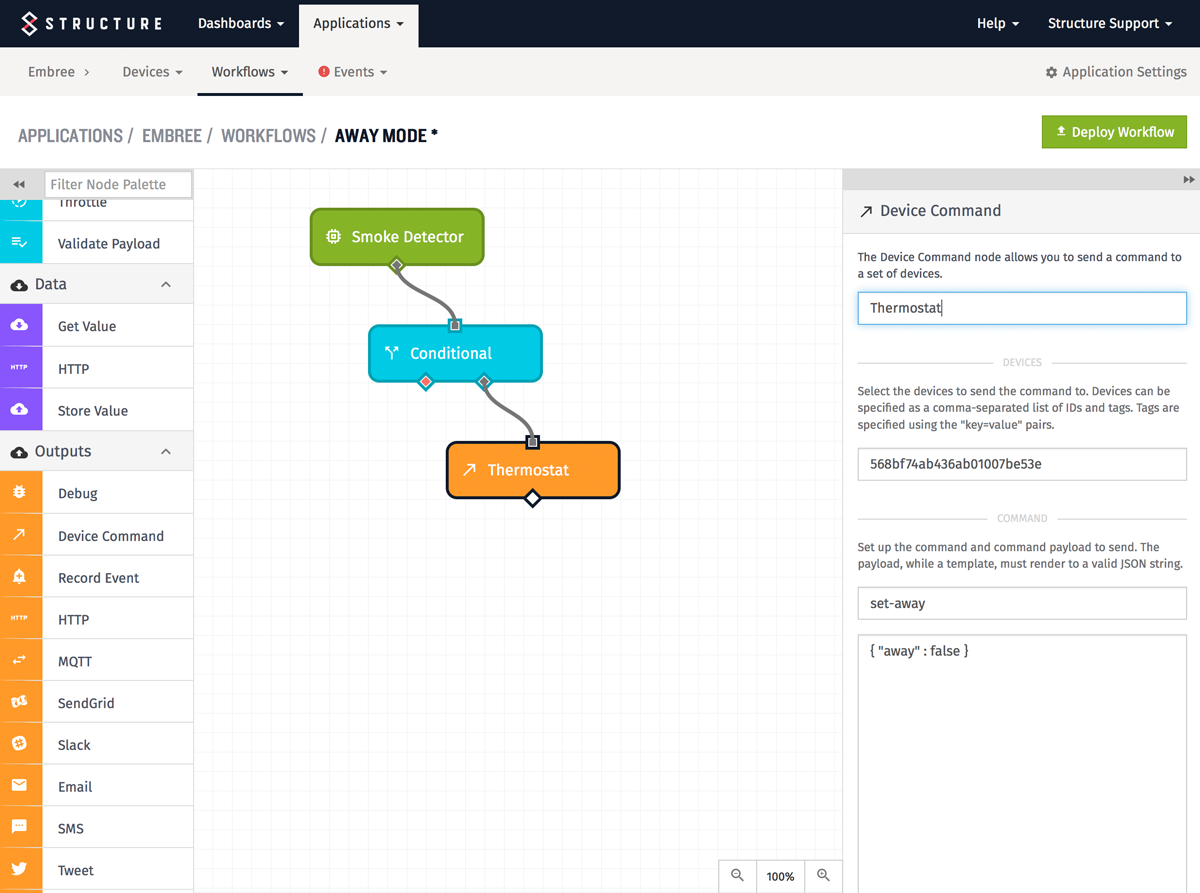 STRUCTURE Dashboards Applications Help Structure Support
Embree > Devices Workflows Events Application Settings
APPLICATIONS / EMBREE / WORKFLOWS / AWAY MODE *
Deploy Workflow
Filter Node Palette
Throttle
Validate Payload
Data
Get Value
HTTP HTTP
Store Value
Outputs
Debug
Device Command
Record Event
HTTP HTTP
MQTT
SendGrid
Slack
Email
SMS
Tweet
Smoke Detector
Conditional
Thermostat
100%
Device Command
The Device Command node allows you to send a command to
a set of devices.
Thermostat
DEVICES
Select the devices to send the command to. Devices can be
specified as a comma-separated list of IDs and tags. Tags are
specified using the "key=value" pairs.
568bf74ab436ab01007be53e
COMMAND
Set up the command and command payload to send. The
payload, while a template, must render to a valid JSON string.
set-away
{ "away" : false }